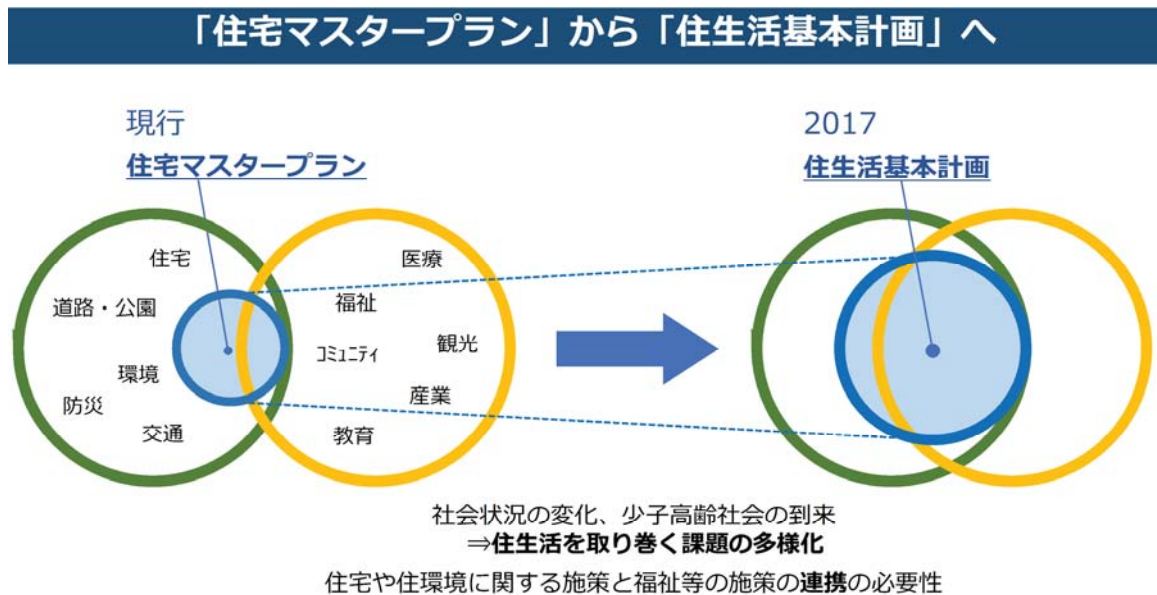 「住宅マスタープラン」から「住生活基本計画」へ
現行
住宅マスタープラン
住宅
道路・公園
環境
防災
交通
医療
福祉
コミュニティ
観光
産業
教育
2017
住生活基本計画
社会状況の変化、少子高齢社会の到来
⇒住生活を取り巻く課題の多様化
住宅や住環境に関する施策と福祉等の施策の連携の必要性